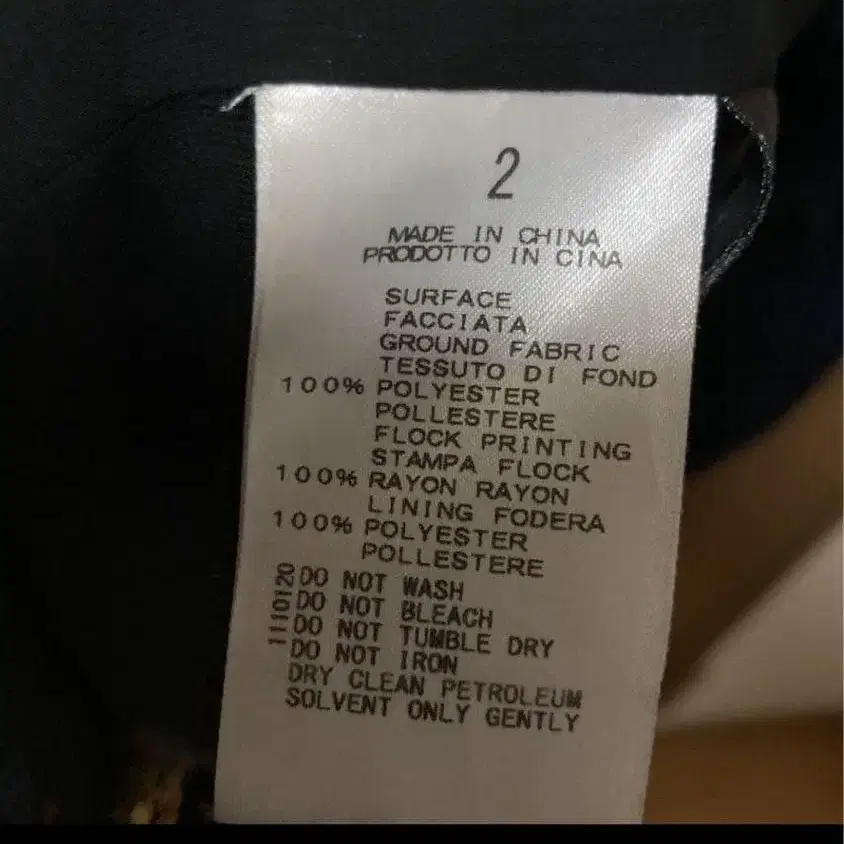 2
MADE IN CHINA
PRODOTTO IN CINA
SURFACE
FACCIATA
GROUND FABRIC
TESSUTO DI FOND
100% POLYESTER
POLLESTERE
FLOCK PRINTING
STAMPA FLOCK
100% RAYON RAYON
LINING FODERA
100% POLYESTER
POLLESTERE
DO NOT WASH
DO NOT BLEACH
DO NOT TUMBLE DRY
DO NOT IRON
DRY CLEAN PETROLEUM
SOLVENT ONLY GENTLY
1110120